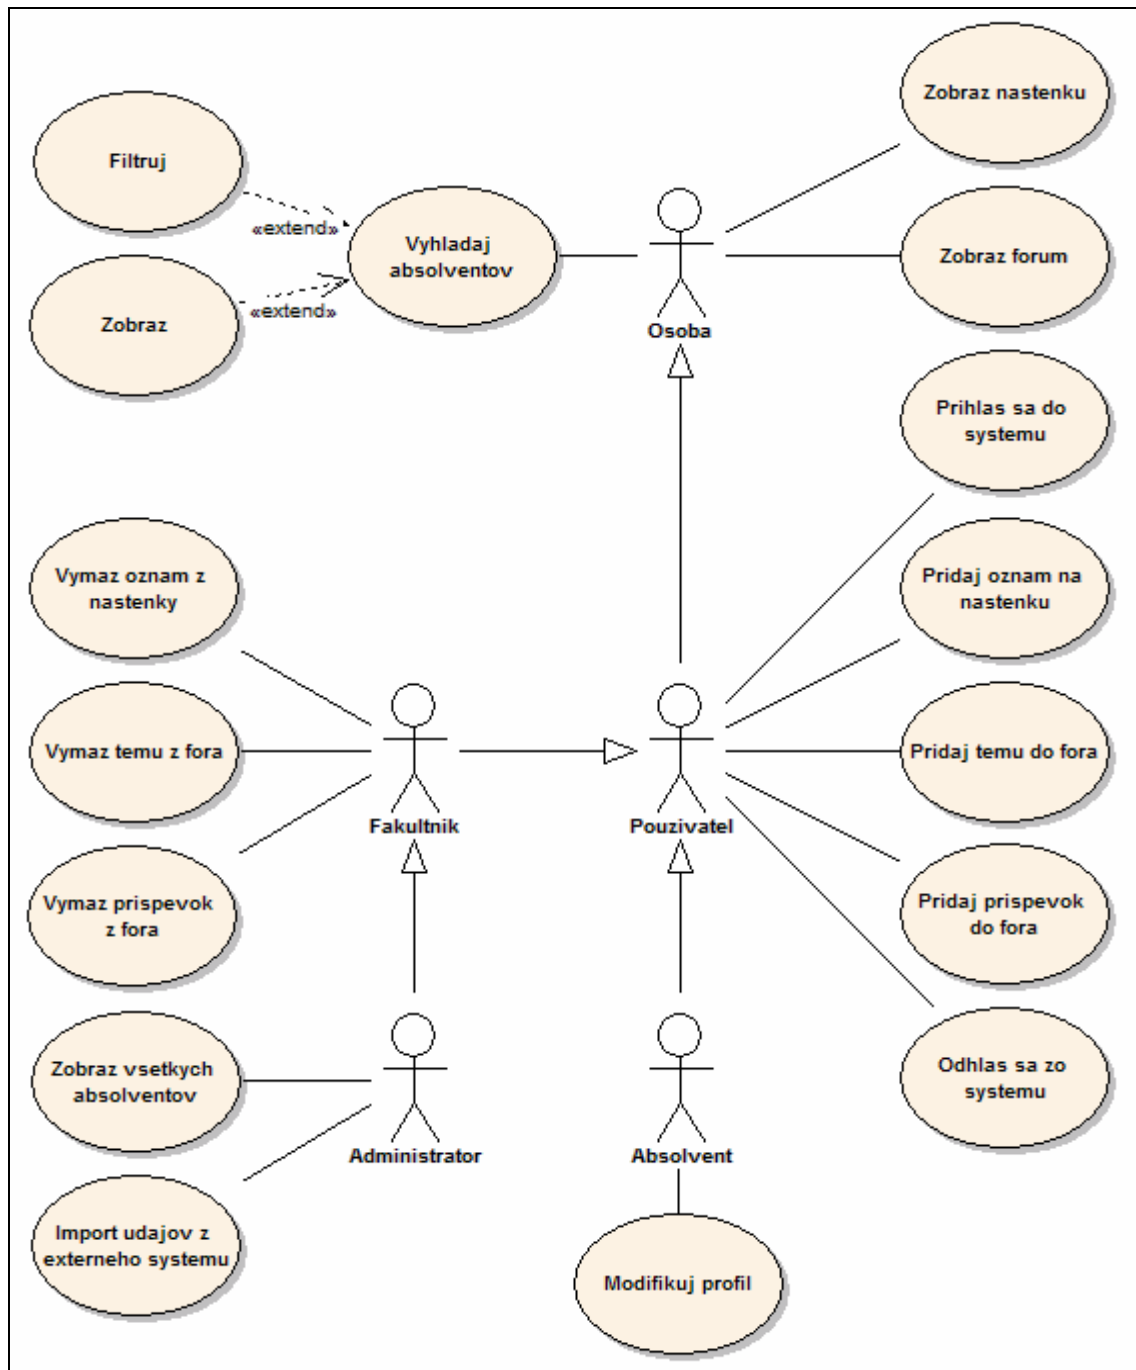 Zobraz nastenku
Filtruj
«extend»
Vyhladaj
absolventov
Zobraz forum
Zobraz
«extend»
Osoba
Prihlas sa do
systemu
Vymaz oznam z
nastenky
Pridaj oznam na
nastenku
Vymaz temu z fora
Pridaj temu do fora
Fakultnik
Pouzivatel
Vymaz prispevok
z fora
Pridaj prispevok
do fora
Zobraz vsetkych
absolventov
Odhlas sa zo
systemu
Administrator
Absolvent
Import udajov z
externeho systemu
Modifikuj profil